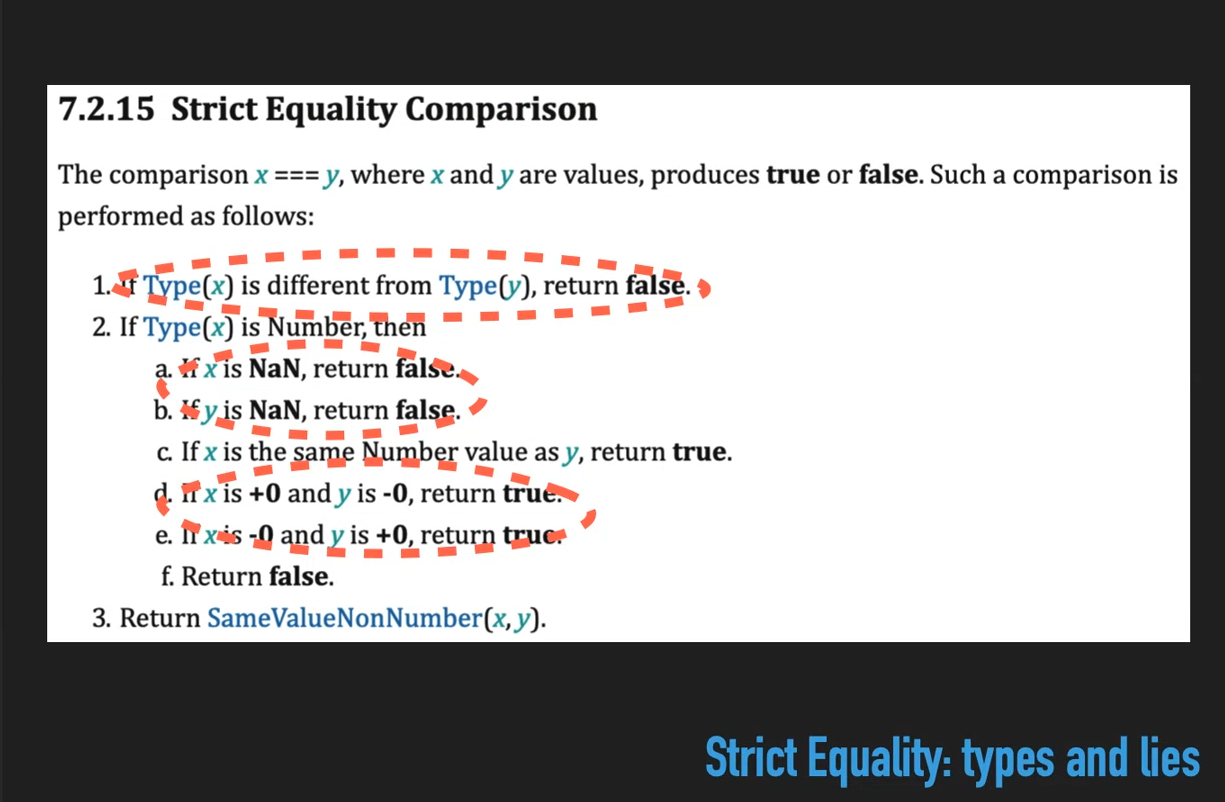 7.2.15 Strict Equality Comparison
The comparison x === y, where x and y are values, produces true or false. Such a comparison is
performed as follows:
1. If Type(x) is different from Type(y), return false.
2. If Type(x) is Number, then
a. If x is NaN, return false.
b. If y is NaN, return false.
c. If x is the same Number value as y, return true.
d. If x is +0 and y is -0, return true.
e. If x is -0 and y is +0, return true.
f. Return false.
3. Return SameValueNonNumber(x, y).
Strict Equality: types and lies